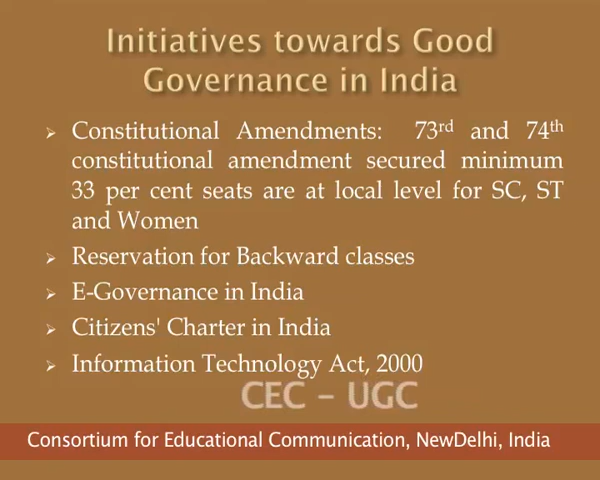 Initiatives towards Good
Governance in India
➢ Constitutional Amendments: 73rd and 74th
constitutional amendment secured minimum
33 per cent seats are at local level for SC, ST
and Women
➢ Reservation for Backward classes
➢ E-Governance in India
➢ Citizens' Charter in India
➢ Information Technology Act, 2000
CEC – UGC
Consortium for Educational Communication, NewDelhi, India